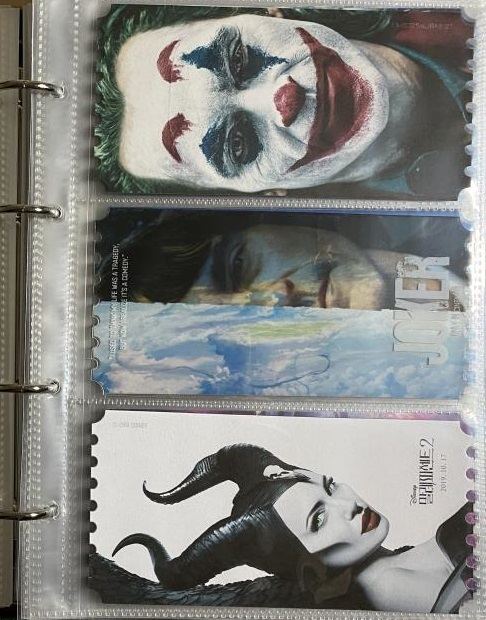 "I USED TO THINK MY LIFE WAS A TRAGEDY,
BUT NOW I REALIZE IT'S A COMEDY".
JOKER
Disney
말레피센트 2
2019. 10. 17